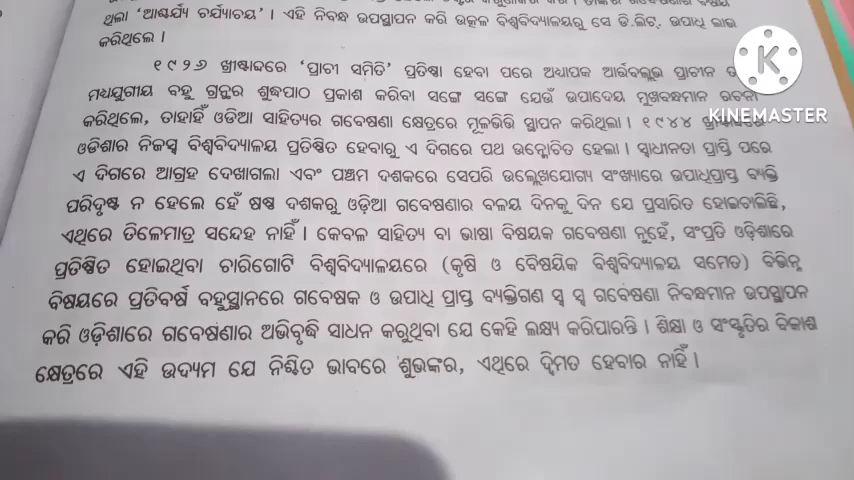 ଥିଲା 'ଆଶ୍ଚର୍ଯ୍ୟ ଚର୍ଯ୍ୟାଚୟ' । ଏହି ନିବନ୍ଧ ଉପସ୍ଥାପନ କରି ଉତ୍କଳ ବିଶ୍ୱବିଦ୍ୟାଳୟରୁ ସେ ଡି.ଲିଟ୍. ଉପାଧି ଲାଭ
କରିଥିଲେ ।
୧୯୨୬ ଖ୍ରୀଷ୍ଟାବ୍ଦରେ 'ପ୍ରାଚୀ ସମିତି' ପ୍ରତିଷ୍ଠା ହେବା ପରେ ଅଧ୍ୟାପକ ଆର୍ତ୍ତବଲ୍ଲଭ ପ୍ରାଚୀନ
ମଧ୍ୟଯୁଗୀୟ ବହୁ ଗ୍ରନ୍ଥର ଶୁଦ୍ଧପାଠ ପ୍ରକାଶ କରିବା ସଙ୍ଗେ ସଙ୍ଗେ ଯେଉଁ ଉପାଦେୟ ମୁଖବନ୍ଧମାନ ରଚନା
KINEMASTER
କରିଥିଲେ, ତାହାହିଁ ଓଡିଆ ସାହିତ୍ୟର ଗବେଷଣା କ୍ଷେତ୍ରରେ ମୂଳଭିତ୍ତି ସ୍ଥାପନ କରିଥିଲା । ୧୯୪୪ ଖ୍ରୀଷ୍ଟାବ୍ଦରେ
ଓଡିଶାର ନିଜସ୍ୱ ବିଶ୍ୱବିଦ୍ୟାଳୟ ପ୍ରତିଷ୍ଠିତ ହେବାରୁ ଏ ଦିଗରେ ପଥ ଉନ୍ମୋଚିତ ହେଲା । ସ୍ୱାଧୀନତା ପ୍ରାପ୍ତି ପରେ
ଏ ଦିଗରେ ଆଗ୍ରହ ଦେଖାଗଲା ଏବଂ ପଞ୍ଚମ ଦଶକରେ ସେପରି ଉଲ୍ଲେଖଯୋଗ୍ୟ ସଂଖ୍ୟାରେ ଉପାଧିପ୍ରାପ୍ତ ବ୍ୟକ୍ତି
ପରିଦୃଷ୍ଟ ନ ହେଲେ ହେଁ ଷଷ୍ଠ ଦଶକରୁ ଓଡ଼ିଆ ଗବେଷଣାର ବଳୟ ଦିନକୁ ଦିନ ଯେ ପ୍ରସାରିତ ହୋଇଚାଲିଛି,
ଏଥିରେ ତିଳେମାତ୍ର ସନ୍ଦେହ ନାହିଁ । କେବଳ ସାହିତ୍ୟ ବା ଭାଷା ବିଷୟକ ଗବେଷଣା ନୁହେଁ, ସଂପ୍ରତି ଓଡ଼ିଶାରେ
ପ୍ରତିଷ୍ଠିତ ହୋଇଥିବା ଚାରିଗୋଟି ବିଶ୍ୱବିଦ୍ୟାଳୟରେ (କୃଷି ଓ ବୈଷୟିକ ବିଶ୍ୱବିଦ୍ୟାଳୟ ସମେତ) ବିଭିନ୍ନ
ବିଷୟରେ ପ୍ରତିବର୍ଷ ବହୁସ୍ଥାନରେ ଗବେଷକ ଓ ଉପାଧି ପ୍ରାପ୍ତ ବ୍ୟକ୍ତିଗଣ ସ୍ୱ ସ୍ୱ ଗବେଷଣା ନିବନ୍ଧମାନ ଉପସ୍ଥାପନ
କରି ଓଡ଼ିଶାରେ ଗବେଷଣାର ଅଭିବୃଦ୍ଧି ସାଧନ କରୁଥିବା ଯେ କେହି ଲକ୍ଷ୍ୟ କରିପାରନ୍ତି । ଶିକ୍ଷା ଓ ସଂସ୍କୃତିର ବିକାଶ
କ୍ଷେତ୍ରରେ ଏହି ଉଦ୍ୟମ ଯେ ନିଶ୍ଚିତ ଭାବରେ ଶୁଭଙ୍କର, ଏଥିରେ ଦ୍ୱିମତ ହେବାର ନାହିଁ ।